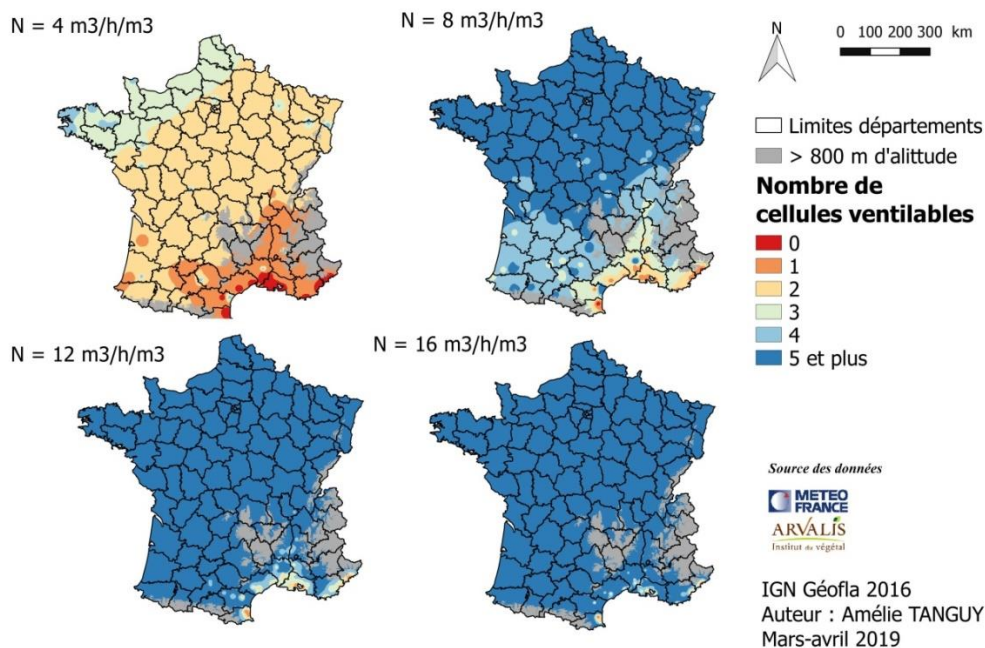 N = 4 m3/h/m3
N = 8 m3/h/m3
N
0 100 200 300 km
Limites départements
> 800 m d'alittude
Nombre de
cellules ventilables
0
1
2
3
4
5 et plus
N = 12 m3/h/m3
N = 16 m3/h/m3
Source des données
METEO
FRANCE
ARVALIS
Institut du végétal
IGN Géofla 2016
Auteur : Amélie TANGUY
Mars-avril 2019